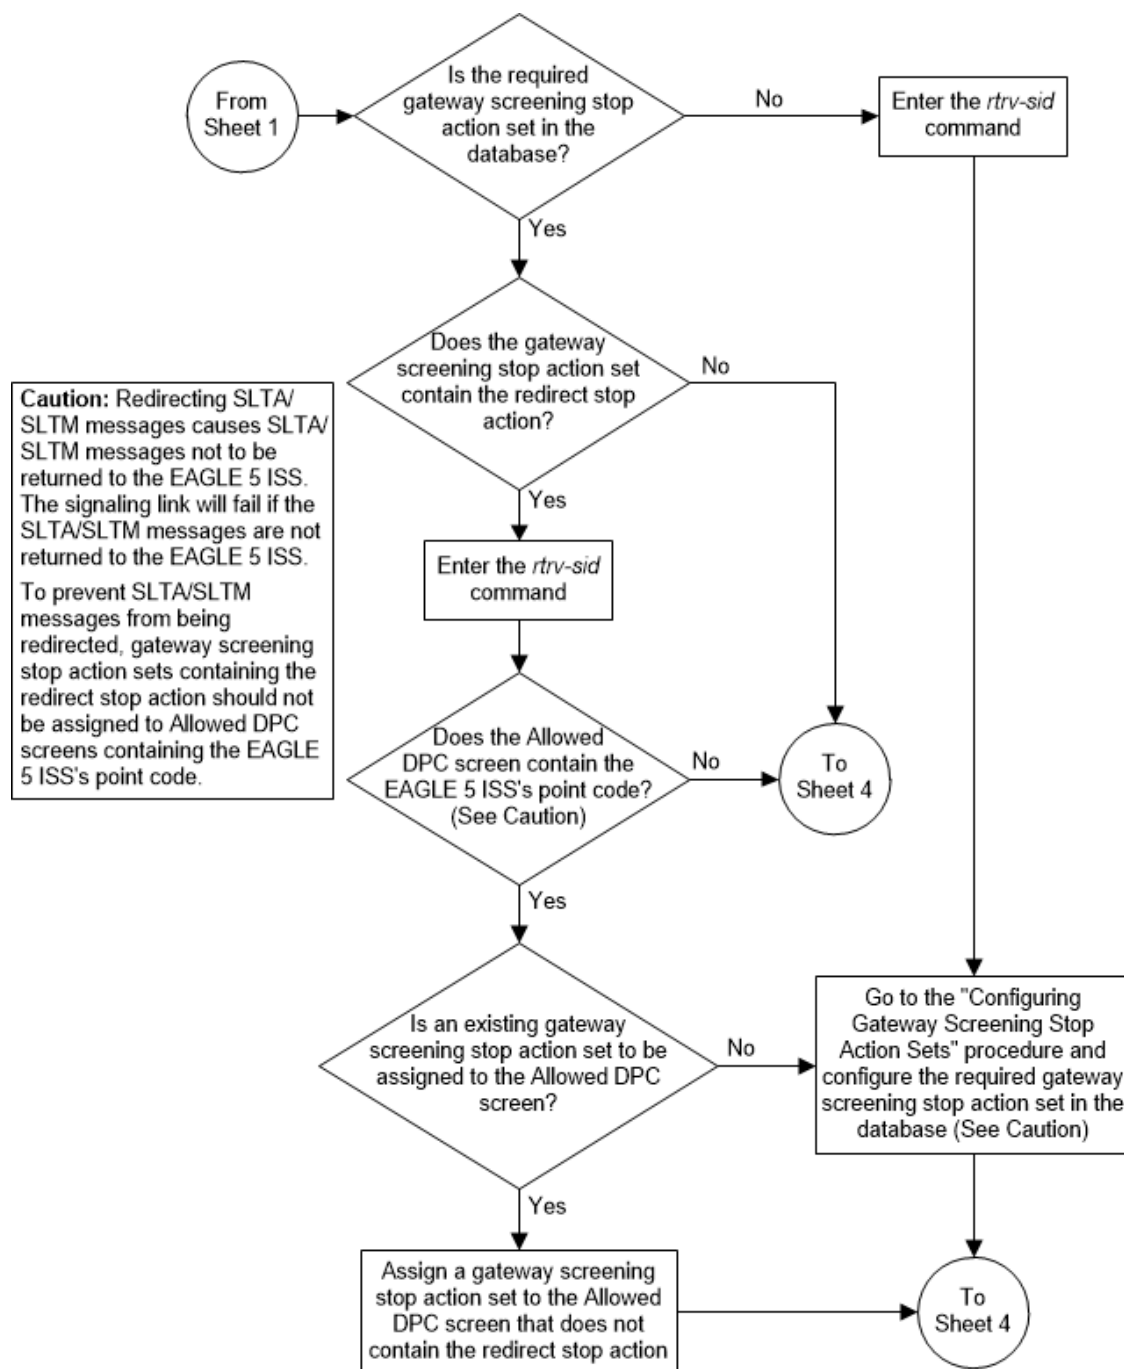 From
Sheet 1
Is the required
gateway screening stop
action set in the
database?
No
Enter the rtrv-sid
command
Yes
Does the gateway
screening stop action set
contain the redirect stop
action?
No
Yes
Caution: Redirecting SLTA/
SLTM messages causes SLTA/
SLTM messages not to be
returned to the EAGLE 5 ISS.
The signaling link will fail if the
SLTA/SLTM messages are not
returned to the EAGLE 5 ISS.
To prevent SLTA/SLTM
messages from being
redirected, gateway screening
stop action sets containing the
redirect stop action should not
be assigned to Allowed DPC
screens containing the EAGLE
5 ISS's point code.
Enter the rtrv-sid
command
Does the Allowed
DPC screen contain the
EAGLE 5 ISS's point code?
(See Caution)
No
To
Sheet 4
Yes
Is an existing gateway
screening stop action set to be
assigned to the Allowed DPC
screen?
No
Go to the "Configuring
Gateway Screening Stop
Action Sets" procedure and
configure the required gateway
screening stop action set in the
database (See Caution)
Yes
Assign a gateway screening
stop action set to the Allowed
DPC screen that does not
contain the redirect stop action
To
Sheet 4